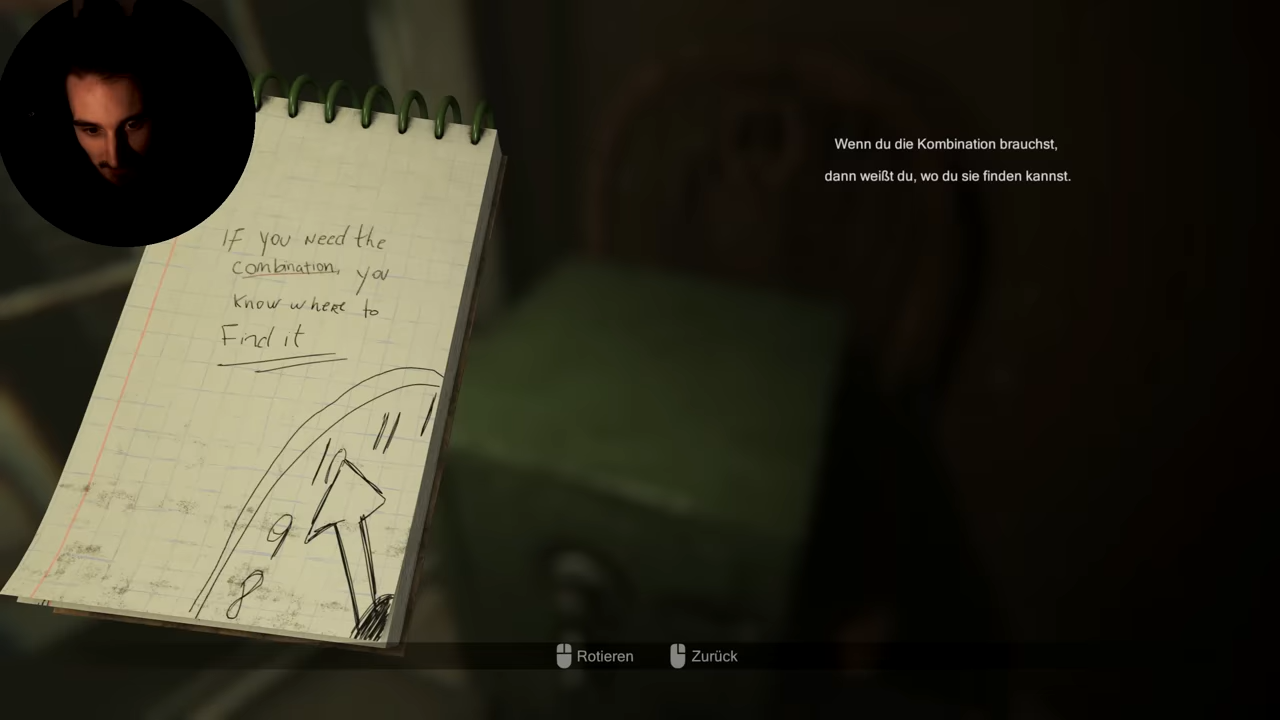 IF you need the
combination, you
know where to
Find it
11
1
10
9
8
Wenn du die Kombination brauchst,
dann weißt du, wo du sie finden kannst.
Rotieren
Zurück